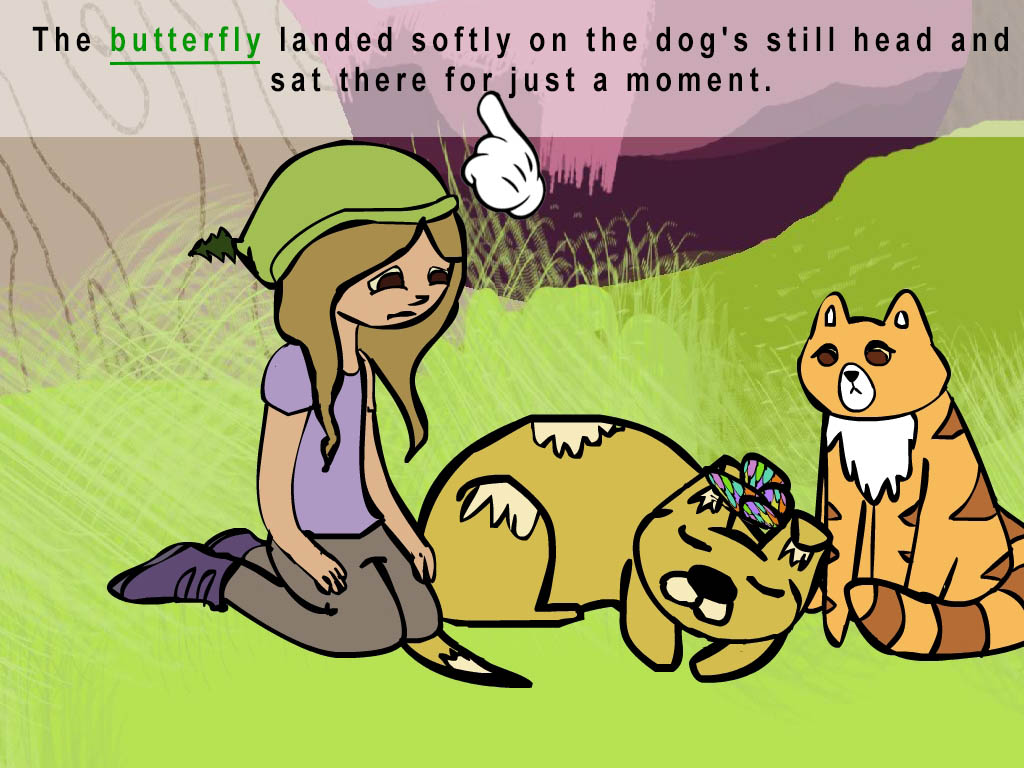 The butterfly landed softly on the dog's still head and
sat there for just a moment.